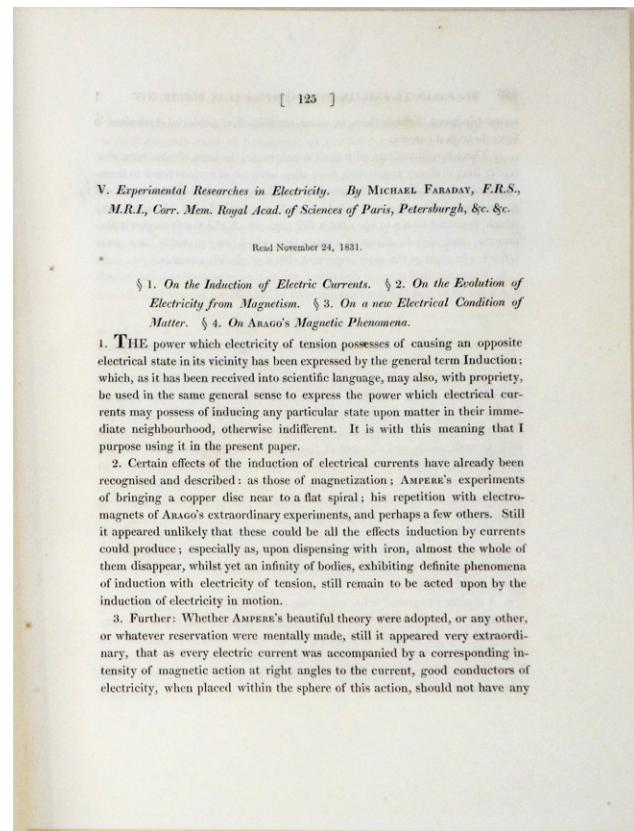 [ 125 ]
V. Experimental Researches in Electricity. By MICHAEL FARADAY, F.R.S.,
M.R.I., Corr. Mem. Royal Acad. of Sciences of Paris, Petersburgh, &c. &c.
Read November 24, 1831.
§ 1. On the Induction of Electric Currents. § 2. On the Evolution of
Electricity from Magnetism. § 3. On a new Electrical Condition of
Matter. § 4. On ARAGO'S Magnetic Phenomena.
1. THE power which electricity of tension possesses of causing an opposite
electrical state in its vicinity has been expressed by the general term Induction;
which, as it has been received into scientific language, may also, with propriety,
be used in the same general sense to express the power which electrical cur-
rents may possess of inducing any particular state upon matter in their imme-
diate neighbourhood, otherwise indifferent. It is with this meaning that I
purpose using it in the present paper.
2. Certain effects of the induction of electrical currents have already been
recognised and described: as those of magnetization; AMPERE'S experiments
of bringing a copper disc near to a flat spiral; his repetition with electro-
magnets of ARAGO'S extraordinary experiments, and perhaps a few others. Still
it appeared unlikely that these could be all the effects induction by currents
could produce; especially as, upon dispensing with iron, almost the whole of
them disappear, whilst yet an infinity of bodies, exhibiting definite phenomena
of induction with electricity of tension, still remain to be acted upon by the
induction of electricity in motion.
3. Further: Whether AMPERE'S beautiful theory were adopted, or any other,
or whatever reservation were mentally made, still it appeared very extraordi-
nary, that as every electric current was accompanied by a corresponding in-
tensity of magnetic action at right angles to the current, good conductors of
electricity, when placed within the sphere of this action, should not have any